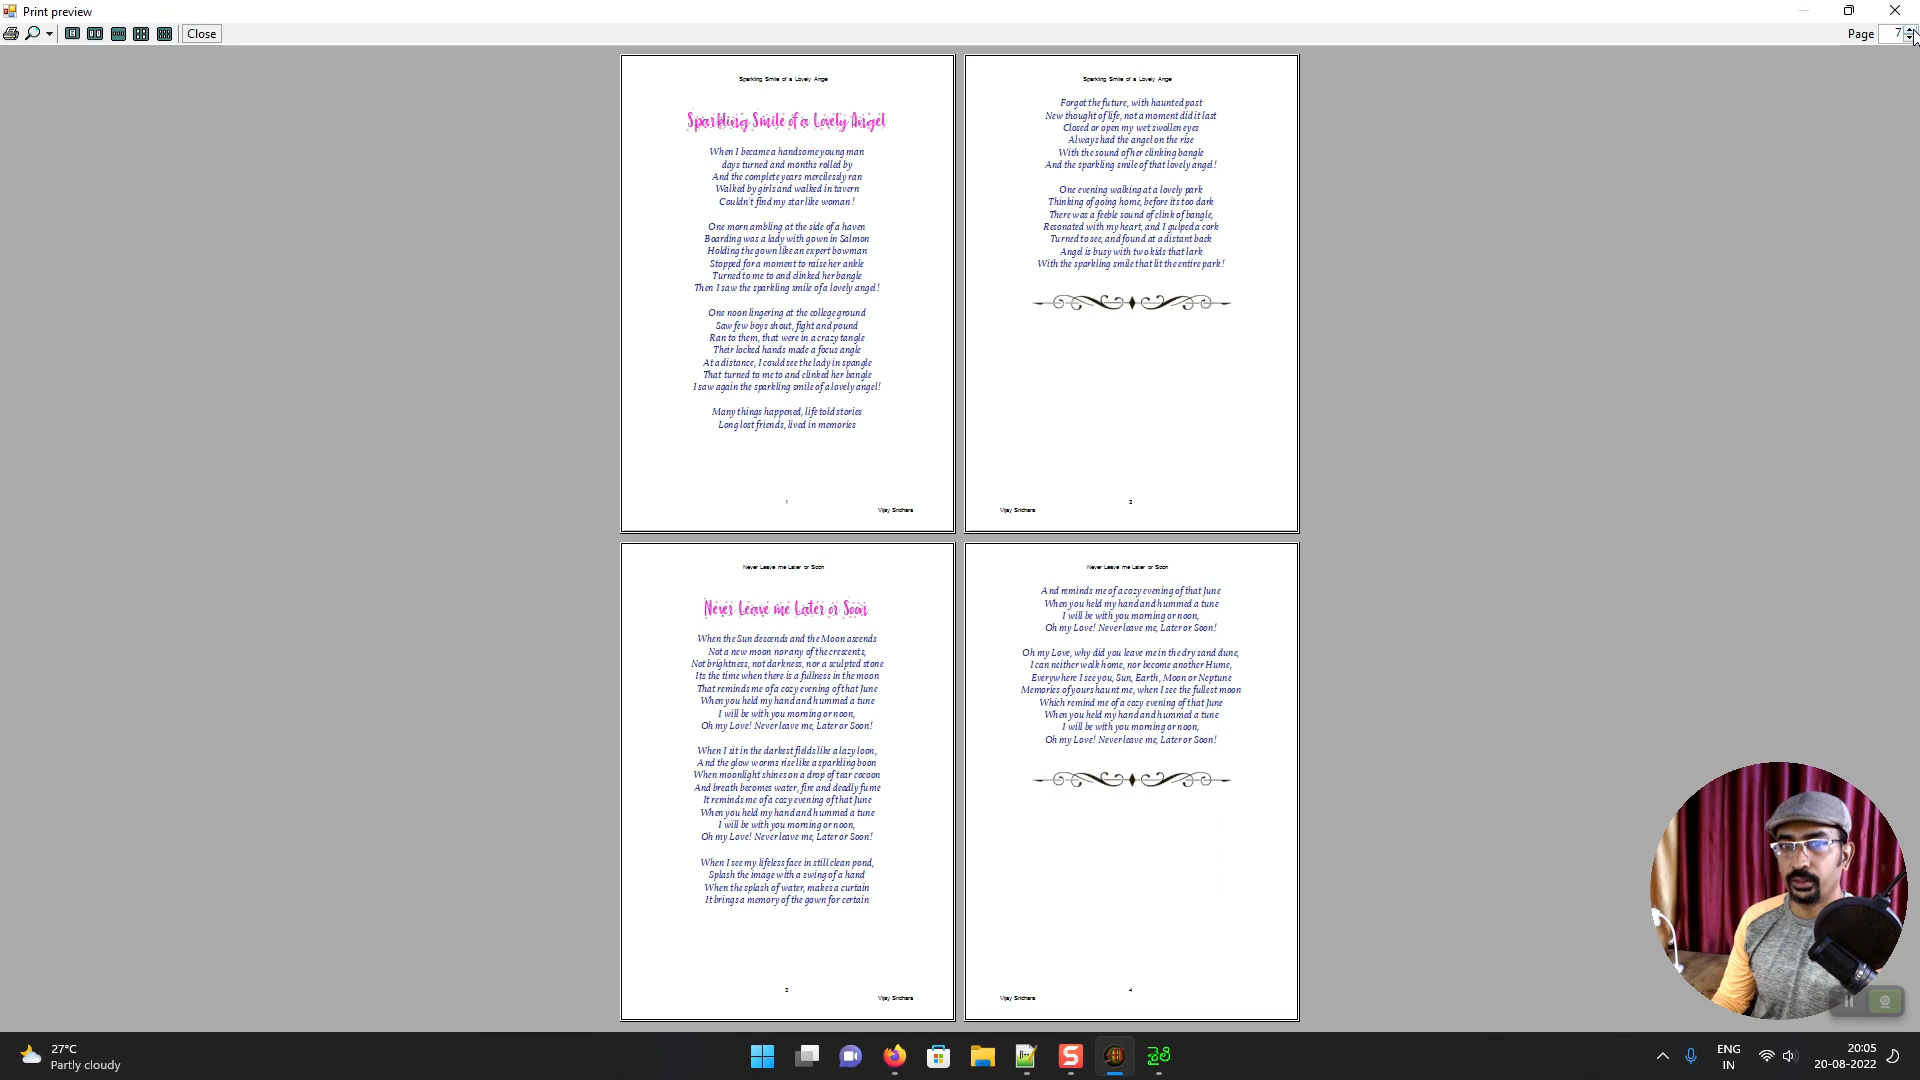 Print preview
Close
Page 7
Sparkling Smile of a Lovely Angel
Sparkling Smile of a Lovely Angel
When I became a handsome young man
days turned and months rolled by
And the complete years mercilessly ran
Walked by girls and walked in tavern
Couldn't find my star like woman !
One morn ambling at the side of a haven
Boarding was a lady with gown in Salmon
Holding the gown like an expert bowman
Stopped for a moment to raise her ankle
Turned to me to and clinked her bangle
Then I saw the sparkling smile of a lovely angel !
One noon lingering at the college ground
Saw few boys shout, fight and pound
Ran to them, that were in a crazy tangle
Their locked hands made a focus angle
At a distance, I could see the lady in spangle
That turned to me to and clinked her bangle
I saw again the sparkling smile of a lovely angel!
Many things happened, life told stories
Long lost friends, lived in memories
1
Vijay Sridhara
Sparkling Smile of a Lovely Angel
Forgot the future, with haunted past
New thought of life, not a moment did it last
Closed or open my wet swollen eyes
Always had the angel on the rise
With the sound of her clinking bangle
And the sparkling smile of that lovely angel !
One evening walking at a lovely park
Thinking of going home, before its too dark
There was a feeble sound of clink of bangle,
Resonated with my heart, and I gulped a cork
Turned to see, and found at a distant back
Angel is busy with two kids that lark
With the sparkling smile that lit the entire park !
2
Vijay Sridhara
Never Leave me Later or Soon
Never Leave me Later or Soon
When the Sun descends and the Moon ascends
Not a new moon nor any of the crescents,
Not brightness, not darkness, nor a sculpted stone
Its the time when there is a fullness in the moon
That reminds me of a cozy evening of that June
When you held my hand and hummed a tune
I will be with you morning or noon,
Oh my Love! Never leave me, Later or Soon!
When I sit in the darkest fields like a lazy loon,
And the glow worms rise like a sparkling boon
When moonlight shines on a drop of tear cocoon
And breath becomes water, fire and deadly fume
It reminds me of a cozy evening of that June
When you held my hand and hummed a tune
I will be with you morning or noon,
Oh my Love! Never leave me, Later or Soon!
When I see my lifeless face in still clean pond,
Splash the image with a swing of a hand
When the splash of water, makes a curtain
It brings a memory of the gown for certain
3
Vijay Sridhara
Never Leave me Later or Soon
And reminds me of a cozy evening of that June
When you held my hand and hummed a tune
I will be with you morning or noon,
Oh my Love! Never leave me, Later or Soon!
Oh my Love, why did you leave me in the dry sand dune,
I can neither walk home, nor become another Hume,
Everywhere I see you, Sun, Earth, Moon or Neptune
Memories of yours haunt me, when I see the fullest moon
Which remind me of a cozy evening of that June
When you held my hand and hummed a tune
I will be with you morning or noon,
Oh my Love! Never leave me, Later or Soon!
4
Vijay Sridhara
27°C
Partly cloudy
శైలి
ENG
IN
20:05
20-08-2022